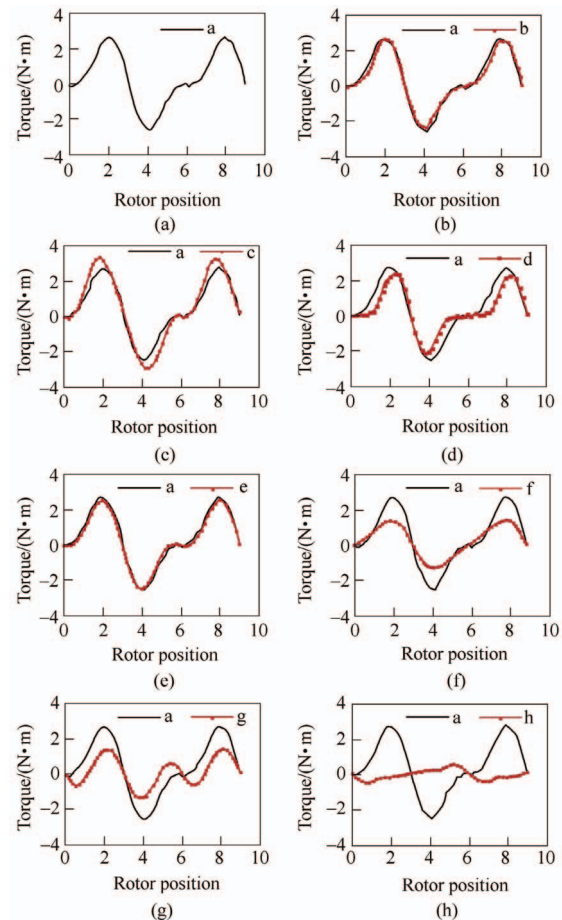 4
a
2
0
−2
−4
Torque/(N•m)
0 2 4 6 8 10
Rotor position
(a)
4
a b
2
0
−2
−4
Torque/(N•m)
0 2 4 6 8 10
Rotor position
(b)
4
a c
2
0
−2
−4
Torque/(N•m)
0 2 4 6 8 10
Rotor position
(c)
4
a d
2
0
−2
−4
Torque/(N•m)
0 2 4 6 8 10
Rotor position
(d)
4
a e
2
0
−2
−4
Torque/(N•m)
0 2 4 6 8 10
Rotor position
(e)
4
a f
2
0
−2
−4
Torque/(N•m)
0 2 4 6 8 10
Rotor position
(f)
4
a g
2
0
−2
−4
Torque/(N•m)
0 2 4 6 8 10
Rotor position
(g)
4
a h
2
0
−2
−4
Torque/(N•m)
0 2 4 6 8 10
Rotor position
(h)